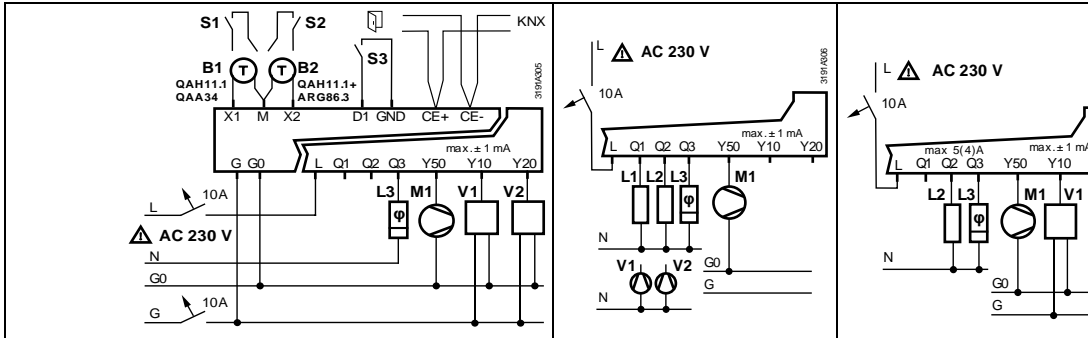 S1 S2 KNX
S3
B1 T T B2
QAH11.1 QAH11.1+
QAA34 ARG86.3
3191A305
X1 M X2 D1 GND CE+ CE-
max.± 1 mA
G G0 L Q1 Q2 Q3 Y50 Y10 Y20
L3 M1 V1 V2
10A
L
φ
AC 230 V
N
G0
10A
G
L AC 230 V
3191A306
10A
max.± 1 mA
L Q1 Q2 Q3 Y50 Y10 Y20
L1 L2 L3 M1
φ
N
V1 V2 G0
G
N
L AC 230 V
10A
max 5(4)A max.± 1 mA
L Q1 Q2 Q3 Y50 Y10
L2 L3 M1 V1
φ
N
G0
G